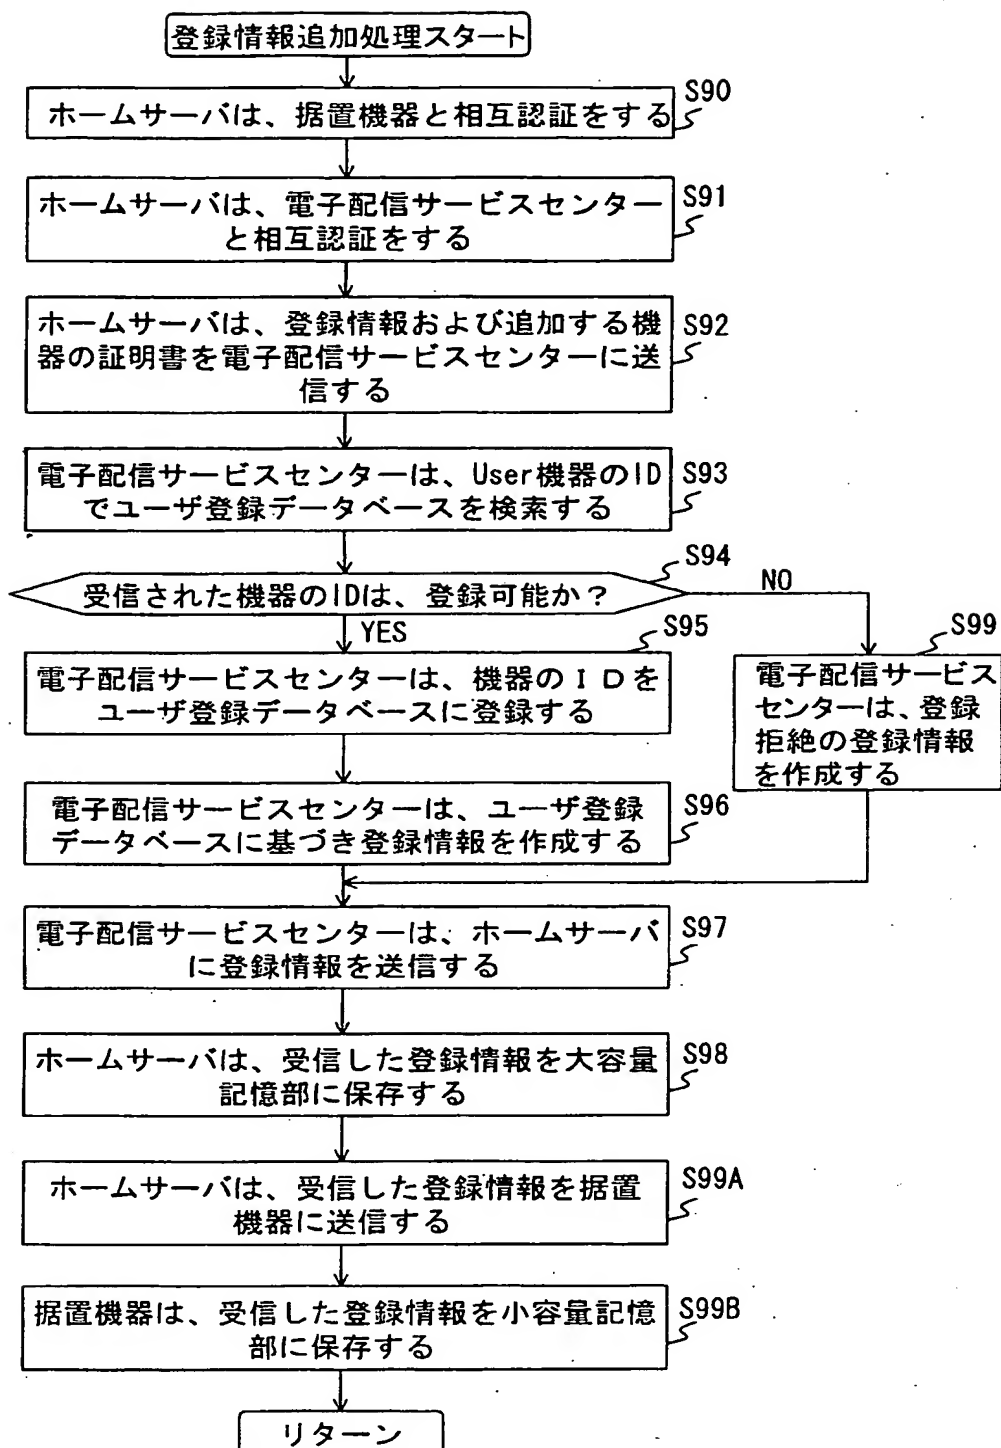 登録情報追加処理スタート
S90
ホームサーバは、据置機器と相互認証をする
S91
ホームサーバは、電子配信サービスセンター
と相互認証をする
S92
ホームサーバは、登録情報および追加する機
器の証明書を電子配信サービスセンターに送
信する
S93
電子配信サービスセンターは、User機器のID
でユーザ登録データベースを検索する
S94
受信された機器のIDは、登録可能か？
NO
YES
S95
電子配信サービスセンターは、機器のＩＤを
ユーザ登録データベースに登録する
S99
電子配信サービス
センターは、登録
拒絶の登録情報
を作成する
S96
電子配信サービスセンターは、ユーザ登録
データベースに基づき登録情報を作成する
S97
電子配信サービスセンターは、ホームサーバ
に登録情報を送信する
S98
ホームサーバは、受信した登録情報を大容量
記憶部に保存する
S99A
ホームサーバは、受信した登録情報を据置
機器に送信する
S99B
据置機器は、受信した登録情報を小容量記憶
部に保存する
リターン